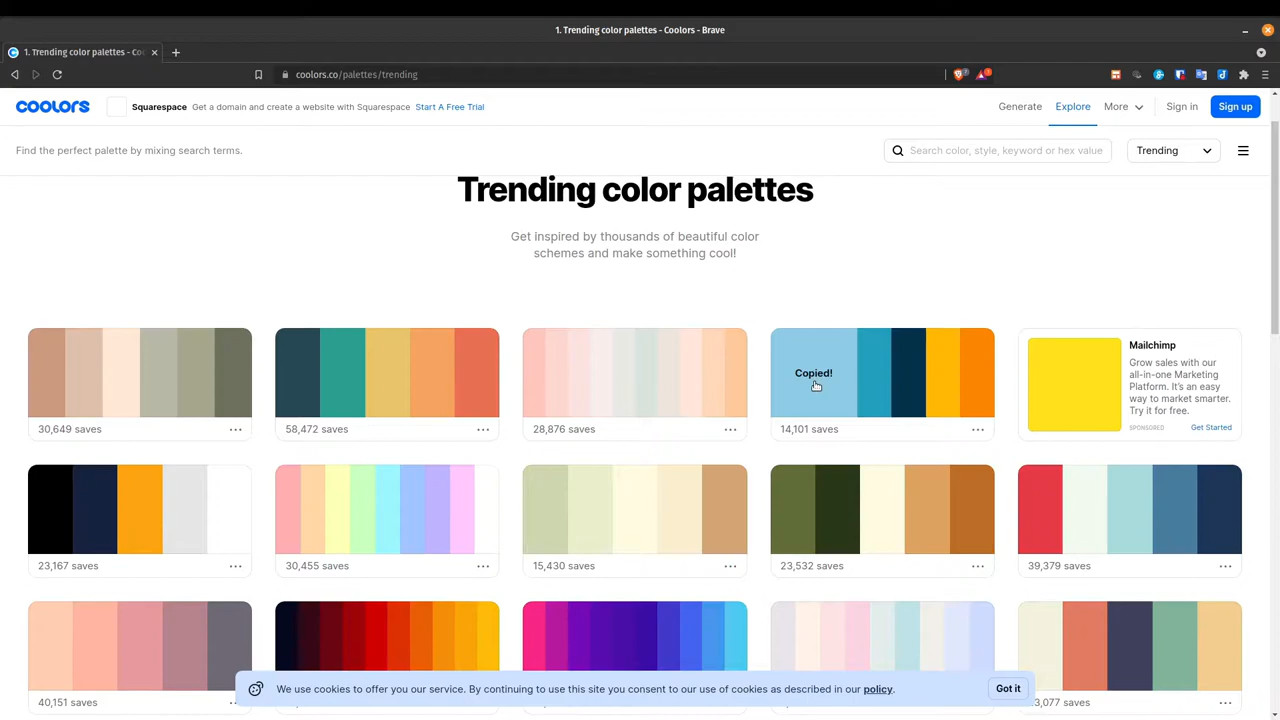 1. Trending color palettes - Coolors - Brave
1. Trending color palettes - Co
coolors.co/palettes/trending
coolors
Squarespace Get a domain and create a website with Squarespace Start A Free Trial
Generate Explore More Sign in Sign up
Find the perfect palette by mixing search terms.
Search color, style, keyword or hex value
Trending
Trending color palettes
Get inspired by thousands of beautiful color
schemes and make something cool!
Copied!
Mailchimp
Grow sales with our
all-in-one Marketing
Platform. It's an easy
way to market smarter.
Try it for free.
SPONSORED Get Started
30,649 saves
58,472 saves
28,876 saves
14,101 saves
23,167 saves
30,455 saves
15,430 saves
23,532 saves
39,379 saves
We use cookies to offer you our service. By continuing to use this site you consent to our use of cookies as described in our policy.
Got it
40,151 saves
3,077 saves